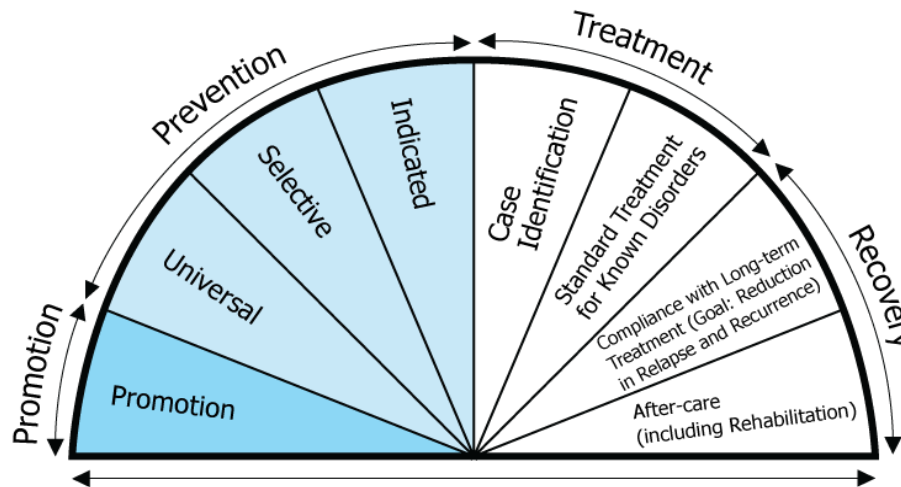 Promotion
Prevention
Treatment
Recovery
Promotion
Universal
Selective
Indicated
Case
Identification
Standard Treatment
for Known Disorders
Compliance with Long-term
Treatment (Goal: Reduction
in Relapse and Recurrence)
After-care
(including Rehabilitation)